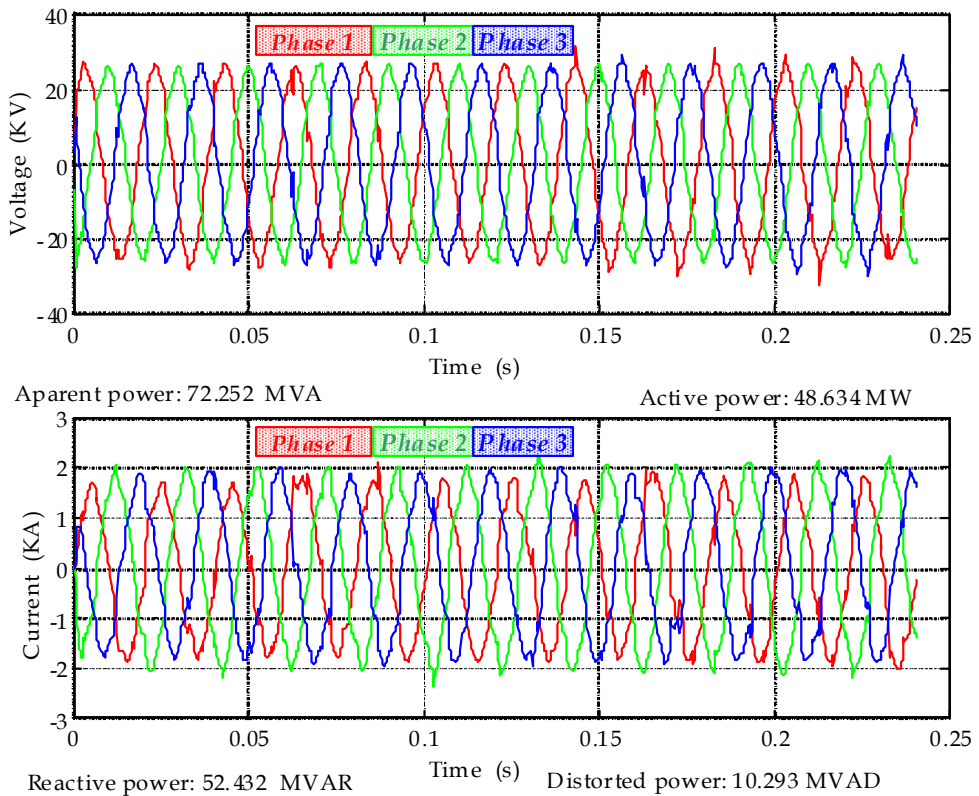 40
Phase 1 Phase 2 Phase 3
20
0
-20
-40
Voltage (KV)
0 0.05 0.1 0.15 0.2 0.25
Time (s)
Apparent power: 72.252 MVA Active power: 48.634 MW
3
Phase 1 Phase 2 Phase 3
2
1
0
-1
-2
-3
Current (KA)
0 0.05 0.1 0.15 0.2 0.25
Time (s)
Reactive power: 52.432 MVAR Distorted power: 10.293 MVAD